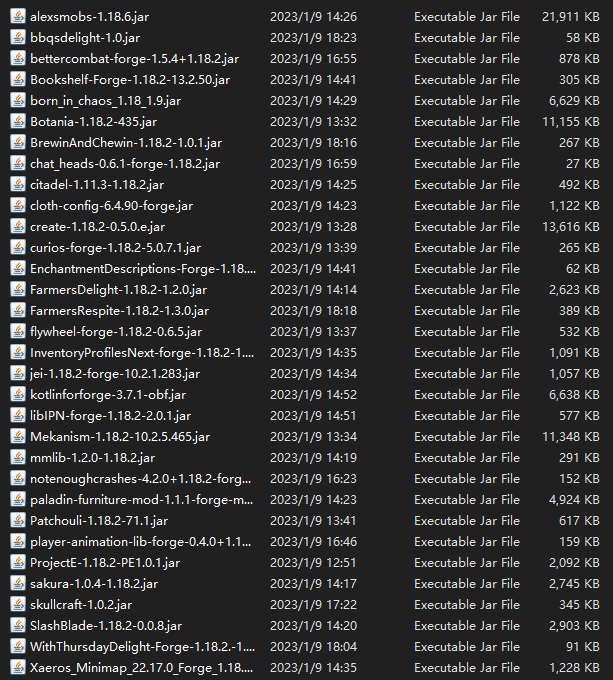 alexsmobs-1.18.6.jar 2023/1/9 14:26 Executable Jar File 21,911 KB
bbqsdelight-1.0.jar 2023/1/9 18:23 Executable Jar File 58 KB
bettercombat-forge-1.5.4+1.18.2.jar 2023/1/9 16:55 Executable Jar File 878 KB
Bookshelf-Forge-1.18.2-13.2.50.jar 2023/1/9 14:41 Executable Jar File 305 KB
born_in_chaos_1.18_1.9.jar 2023/1/9 14:29 Executable Jar File 6,629 KB
Botania-1.18.2-435.jar 2023/1/9 13:32 Executable Jar File 11,155 KB
BrewinAndChewin-1.18.2-1.0.1.jar 2023/1/9 18:16 Executable Jar File 267 KB
chat_heads-0.6.1-forge-1.18.2.jar 2023/1/9 16:59 Executable Jar File 27 KB
citadel-1.11.3-1.18.2.jar 2023/1/9 14:25 Executable Jar File 492 KB
cloth-config-6.4.90-forge.jar 2023/1/9 14:23 Executable Jar File 1,122 KB
create-1.18.2-0.5.0.e.jar 2023/1/9 13:28 Executable Jar File 13,616 KB
curios-forge-1.18.2-5.0.7.1.jar 2023/1/9 13:39 Executable Jar File 265 KB
EnchantmentDescriptions-Forge-1.18.... 2023/1/9 14:41 Executable Jar File 62 KB
FarmersDelight-1.18.2-1.2.0.jar 2023/1/9 14:14 Executable Jar File 2,623 KB
FarmersRespite-1.18.2-1.3.0.jar 2023/1/9 18:18 Executable Jar File 389 KB
flywheel-forge-1.18.2-0.6.5.jar 2023/1/9 13:37 Executable Jar File 532 KB
InventoryProfilesNext-forge-1.18.2-1.... 2023/1/9 14:35 Executable Jar File 1,091 KB
jei-1.18.2-forge-10.2.1.283.jar 2023/1/9 14:34 Executable Jar File 1,057 KB
kotlinforforge-3.7.1-obf.jar 2023/1/9 14:52 Executable Jar File 6,638 KB
libIPN-forge-1.18.2-2.0.1.jar 2023/1/9 14:51 Executable Jar File 577 KB
Mekanism-1.18.2-10.2.5.465.jar 2023/1/9 13:34 Executable Jar File 11,348 KB
mmlib-1.2.0-1.18.2.jar 2023/1/9 14:19 Executable Jar File 291 KB
notenoughcrashes-4.2.0+1.18.2-forg... 2023/1/9 16:23 Executable Jar File 152 KB
paladin-furniture-mod-1.1.1-forge-m... 2023/1/9 14:23 Executable Jar File 4,924 KB
Patchouli-1.18.2-71.1.jar 2023/1/9 13:41 Executable Jar File 617 KB
player-animation-lib-forge-0.4.0+1.1... 2023/1/9 16:46 Executable Jar File 159 KB
ProjectE-1.18.2-PE1.0.1.jar 2023/1/9 12:51 Executable Jar File 2,092 KB
sakura-1.0.4-1.18.2.jar 2023/1/9 14:17 Executable Jar File 2,745 KB
skullcraft-1.0.2.jar 2023/1/9 17:22 Executable Jar File 345 KB
SlashBlade-1.18.2-0.0.8.jar 2023/1/9 14:20 Executable Jar File 2,903 KB
WithThursdayDelight-Forge-1.18.2.-1.... 2023/1/9 18:04 Executable Jar File 91 KB
Xaeros_Minimap_22.17.0_Forge_1.18.... 2023/1/9 14:35 Executable Jar File 1,228 KB